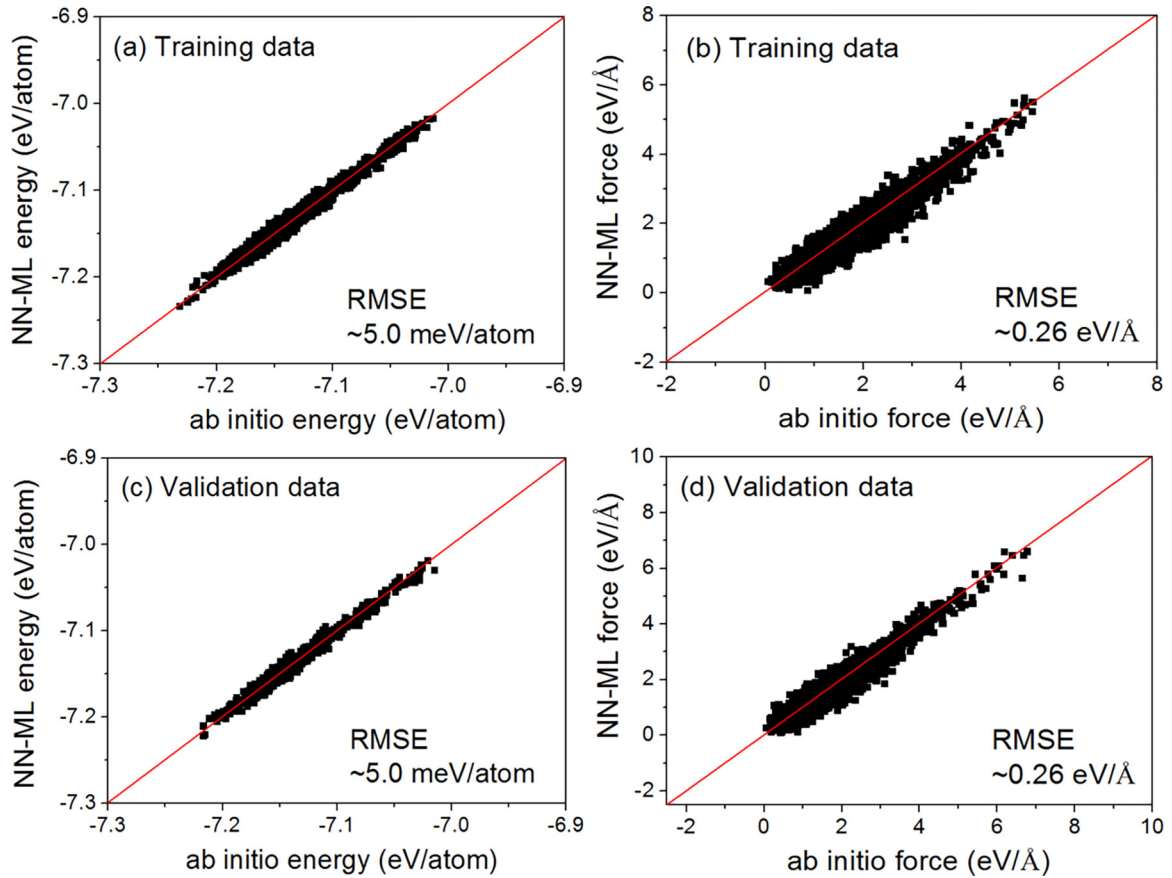 (a) Training data
NN-ML energy (eV/atom)
-6.9
-7.0
-7.1
-7.2
-7.3
RMSE
~5.0 meV/atom
-7.3 -7.2 -7.1 -7.0 -6.9
ab initio energy (eV/atom)
(b) Training data
NN-ML force (eV/Å)
8
6
4
2
0
-2
RMSE
~0.26 eV/Å
-2 0 2 4 6 8
ab initio force (eV/Å)
(c) Validation data
NN-ML energy (eV/atom)
-6.9
-7.0
-7.1
-7.2
-7.3
RMSE
~5.0 meV/atom
-7.3 -7.2 -7.1 -7.0 -6.9
ab initio energy (eV/atom)
(d) Validation data
NN-ML force (eV/Å)
10
8
6
4
2
0
-2
RMSE
~0.26 eV/Å
-2 0 2 4 6 8 10
ab initio force (eV/Å)